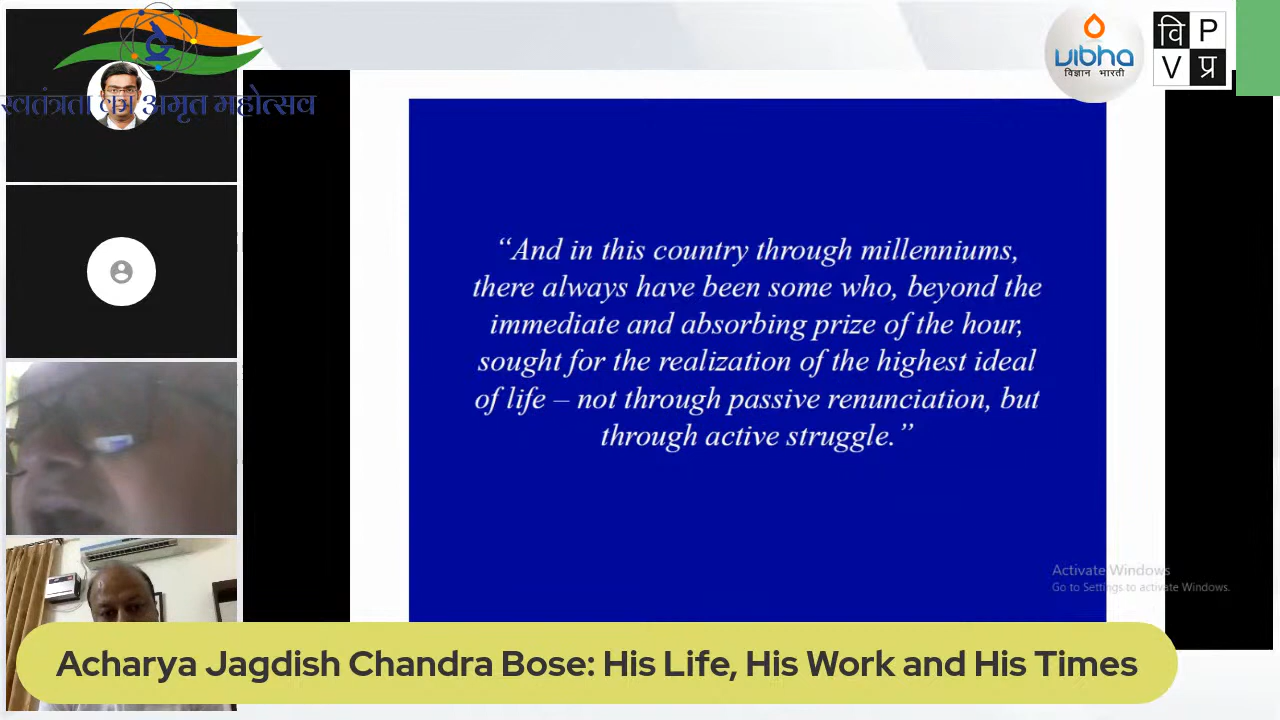 स्वतंत्रता का अमृत महोत्सव
vıbha
विज्ञान भारती
वि P
V प्र
“And in this country through millenniums,
there always have been some who, beyond the
immediate and absorbing prize of the hour,
sought for the realization of the highest ideal
of life – not through passive renunciation, but
through active struggle.”
Activate Windows
Go to Settings to activate Windows.
Acharya Jagdish Chandra Bose: His Life, His Work and His Times